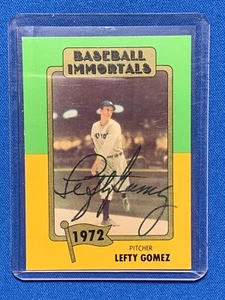 BASEBALL
IMMORTALS
Lefty Gomez
1972
PITCHER
LEFTY GOMEZ